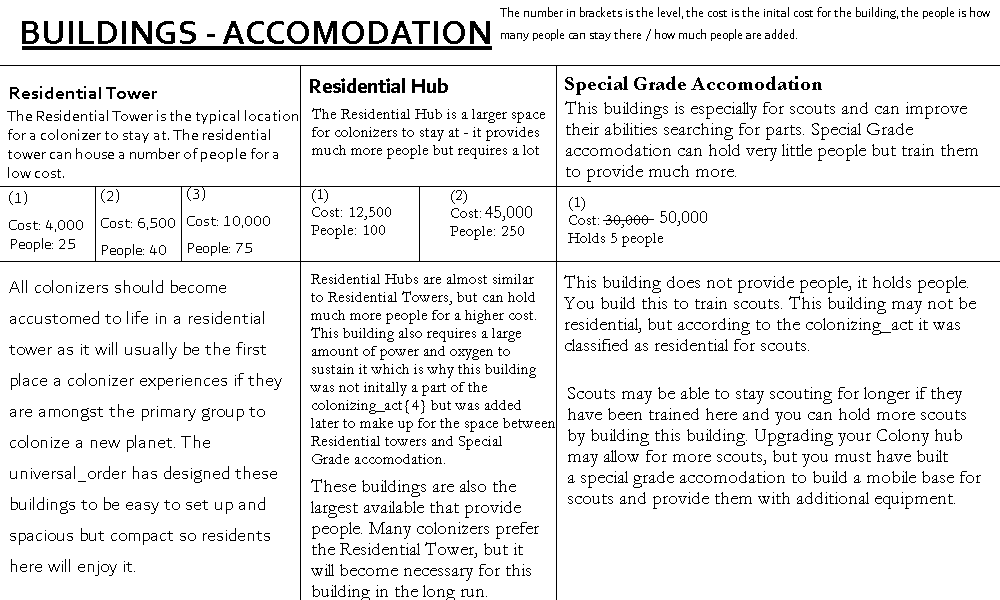 BUILDINGS - ACCOMODATION
The number in brackets is the level, the cost is the inital cost for the building, the people is how
many people can stay there / how much people are added.
Residential Tower
The Residential Tower is the typical location
for a colonizer to stay at. The residential
tower can house a number of people for a
low cost.
(1)
Cost: 4,000
People: 25
(2)
Cost: 6,500
People: 40
(3)
Cost: 10,000
People: 75
All colonizers should become
accustomed to life in a residential
tower as it will usually be the first
place a colonizer experiences if they
are amongst the primary group to
colonize a new planet. The
universal_order has designed these
buildings to be easy to set up and
spacious but compact so residents
here will enjoy it.
Residential Hub
The Residential Hub is a larger space
for colonizers to stay at - it provides
much more people but requires a lot
(1)
Cost: 12,500
People: 100
(2)
Cost: 45,000
People: 250
Residential Hubs are almost similar
to Residential Towers, but can hold
much more people for a higher cost.
This building also requires a large
amount of power and oxygen to
sustain it which is why this building
was not initally a part of the
colonizing_act{4} but was added
later to make up for the space between
Residential towers and Special
Grade accomodation.
These buildings are also the
largest available that provide
people. Many colonizers prefer
the Residential Tower, but it
will become necessary for this
building in the long run.
Special Grade Accomodation
This buildings is especially for scouts and can improve
their abilities searching for parts. Special Grade
accomodation can hold very little people but train them
to provide much more.
(1)
Cost: 30,000 50,000
Holds 5 people
This building does not provide people, it holds people.
You build this to train scouts. This building may not be
residential, but according to the colonizing_act it was
classified as residential for scouts.
Scouts may be able to stay scouting for longer if they
have been trained here and you can hold more scouts
by building this building. Upgrading your Colony hub
may allow for more scouts, but you must have built
a special grade accomodation to build a mobile base for
scouts and provide them with additional equipment.